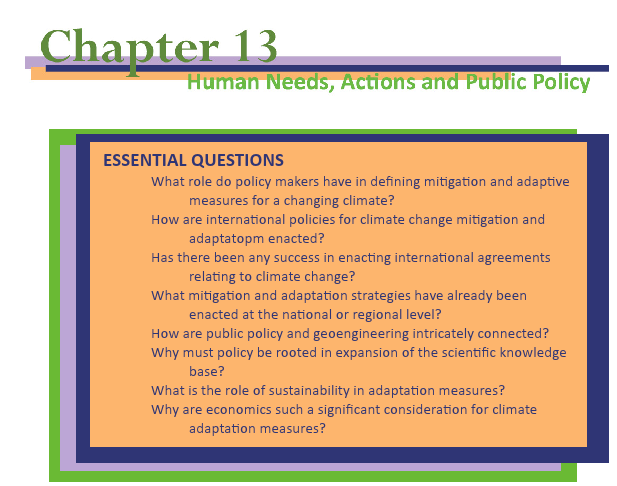 Chapter 13
Human Needs, Actions and Public Policy
ESSENTIAL QUESTIONS
What role do policy makers have in defining mitigation and adaptive
measures for a changing climate?
How are international policies for climate change mitigation and
adaptatopm enacted?
Has there been any success in enacting international agreements
relating to climate change?
What mitigation and adaptation strategies have already been
enacted at the national or regional level?
How are public policy and geoengineering intricately connected?
Why must policy be rooted in expansion of the scientific knowledge
base?
What is the role of sustainability in adaptation measures?
Why are economics such a significant consideration for climate
adaptation measures?